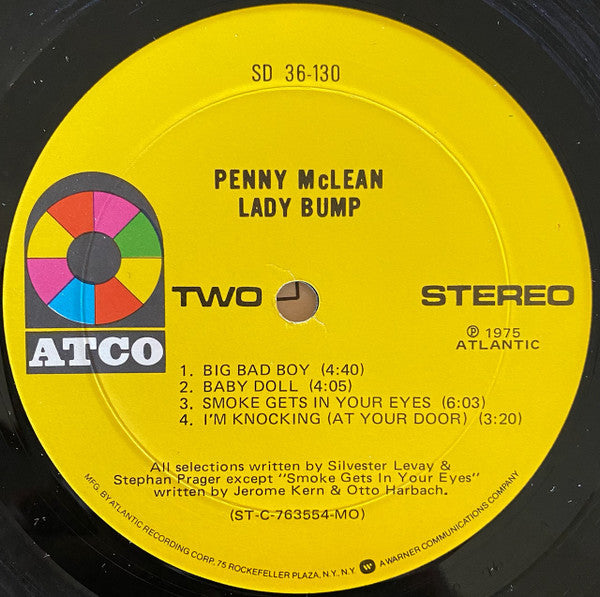 SD 36-130
PENNY McLEAN
LADY BUMP
ATCO
TWO
STEREO
℗ 1975
ATLANTIC
1. BIG BAD BOY (4:40)
2. BABY DOLL (4:05)
3. SMOKE GETS IN YOUR EYES (6:03)
4. I'M KNOCKING (AT YOUR DOOR) (3:20)
All selections written by Silvester Levay &
Stephan Prager except "Smoke Gets In Your Eyes"
written by Jerome Kern & Otto Harbach.
(ST-C-763554-MO)
MFG. BY ATLANTIC RECORDING CORP. 75 ROCKEFELLER PLAZA, N.Y., N.Y. W A WARNER COMMUNICATIONS COMPANY